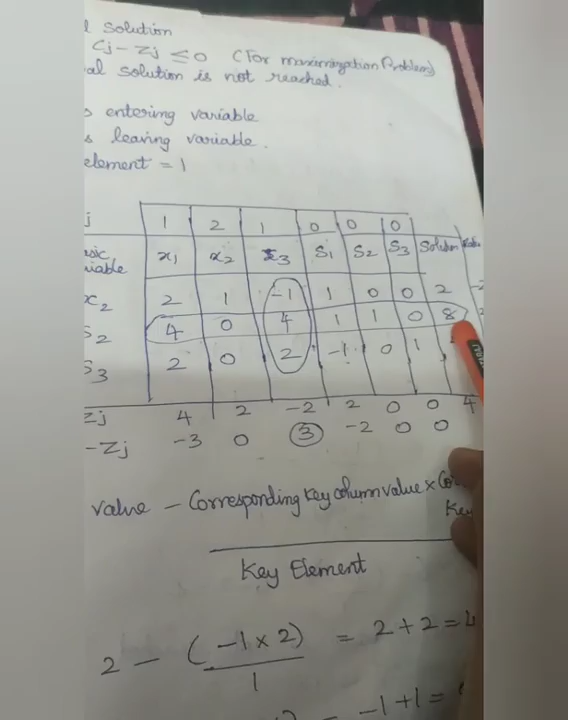 Solution
Cj - Zj ≤ 0 (For maximization Problem)
al solution is not reached.
entering variable
leaving variable.
element = 1
j 1 2 1 0 0 0
sic riable x1 x2 x3 S1 S2 S3 Solution
x2 2 1 -1 1 0 0 2
S2 4 0 4 1 1 0 8
S3 2 0 2 -1 0 1
Zj 4 2 -2 2 0 0 4
-Zj -3 0 3 -2 0 0
value - Corresponding key column value ×
Key
Key Element
2 - (-1 × 2) = 2 + 2 = 4
1
-1 + 1 =